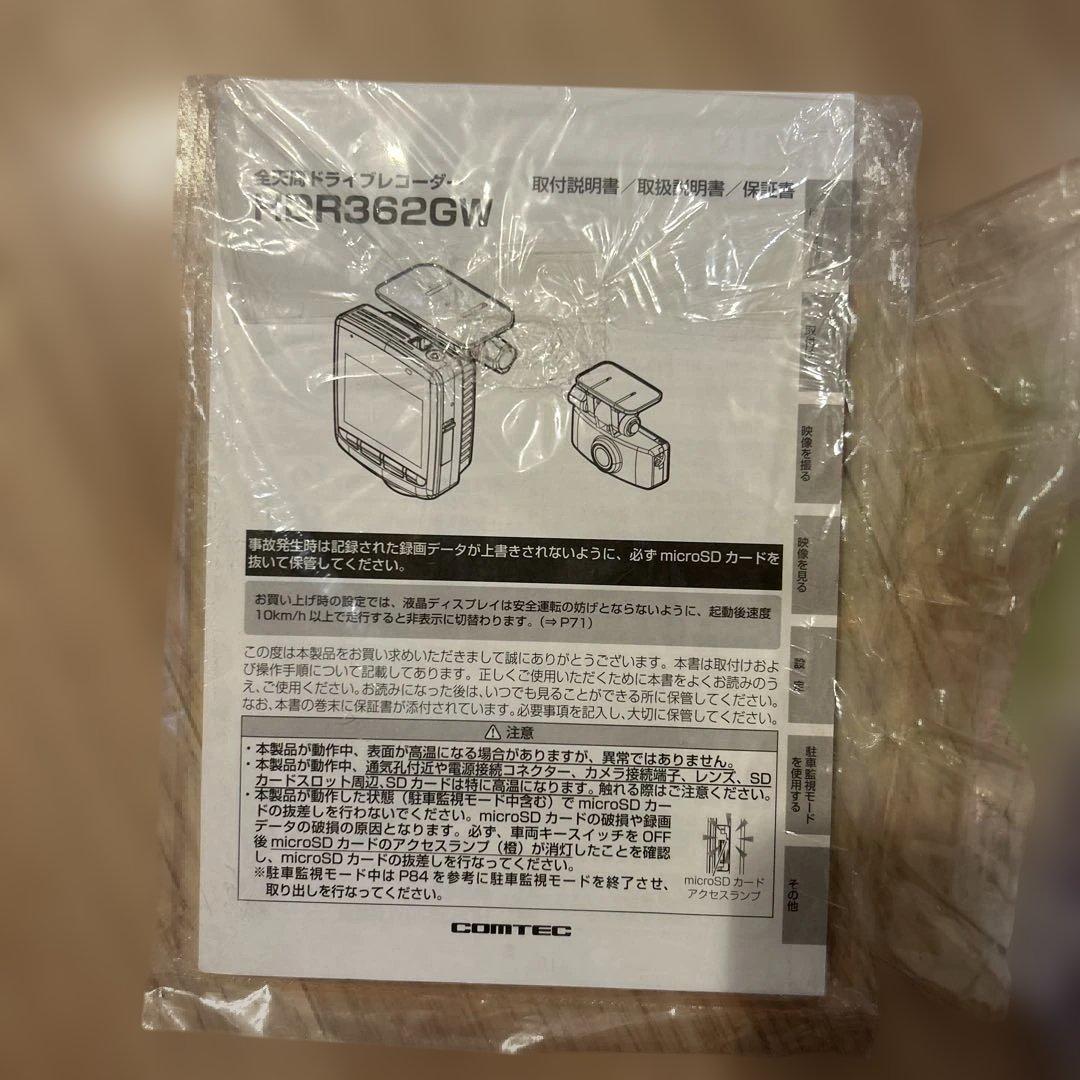 全天周ドライブレコーダー
HDR362GW
取付説明書／取扱説明書／保証書
取付
映像を撮る
映像を見る
設定
駐車監視モード
を使用する
その他
事故発生時は記録された録画データが上書きされないように、必ず microSD カードを
抜いて保管してください。
お買い上げ時の設定では、液晶ディスプレイは安全運転の妨げとならないように、起動後速度
10km/h 以上で走行すると非表示に切替わります。(⇒ P71)
この度は本製品をお買い求めいただきまして誠にありがとうございます。本書は取付けおよ
び操作手順について記載してあります。正しくご使用いただくために本書をよくお読みのう
え、ご使用ください。お読みになった後は、いつでも見ることができる所に保管してください。
なお、本書の巻末に保証書が添付されています。必要事項を記入し、大切に保管してください。
⚠ 注意
・本製品が動作中、表面が高温になる場合がありますが、異常ではありません。
・本製品が動作中、通気孔付近や電源接続コネクター、カメラ接続端子、レンズ、SD
カードスロット周辺、SDカードは特に高温になります。触れる際はご注意ください。
・本製品が動作した状態（駐車監視モード中含む）で microSD カー
ドの抜差しを行わないでください。microSD カードの破損や録画
データの破損の原因となります。必ず、車両キースイッチを OFF
後 microSD カードのアクセスランプ（橙）が消灯したことを確認
し、microSD カードの抜差しを行なってください。
※駐車監視モード中は P84 を参考に駐車監視モードを終了させ、
取り出しを行なってください。
microSD カード
アクセスランプ
COMTEC